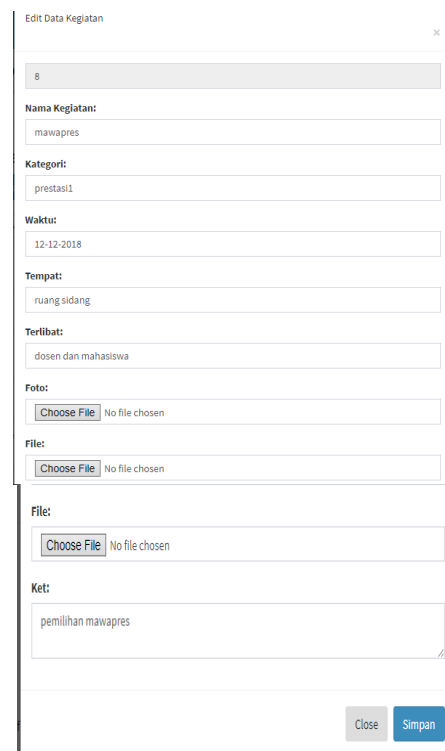 Edit Data Kegiatan
×
8
Nama Kegiatan:
mawapres
Kategori:
prestasi1
Waktu:
12-12-2018
Tempat:
ruang sidang
Terlibat:
dosen dan mahasiswa
Foto:
Choose File No file chosen
File:
Choose File No file chosen
File:
Choose File No file chosen
Ket:
pemilihan mawapres
Close Simpan